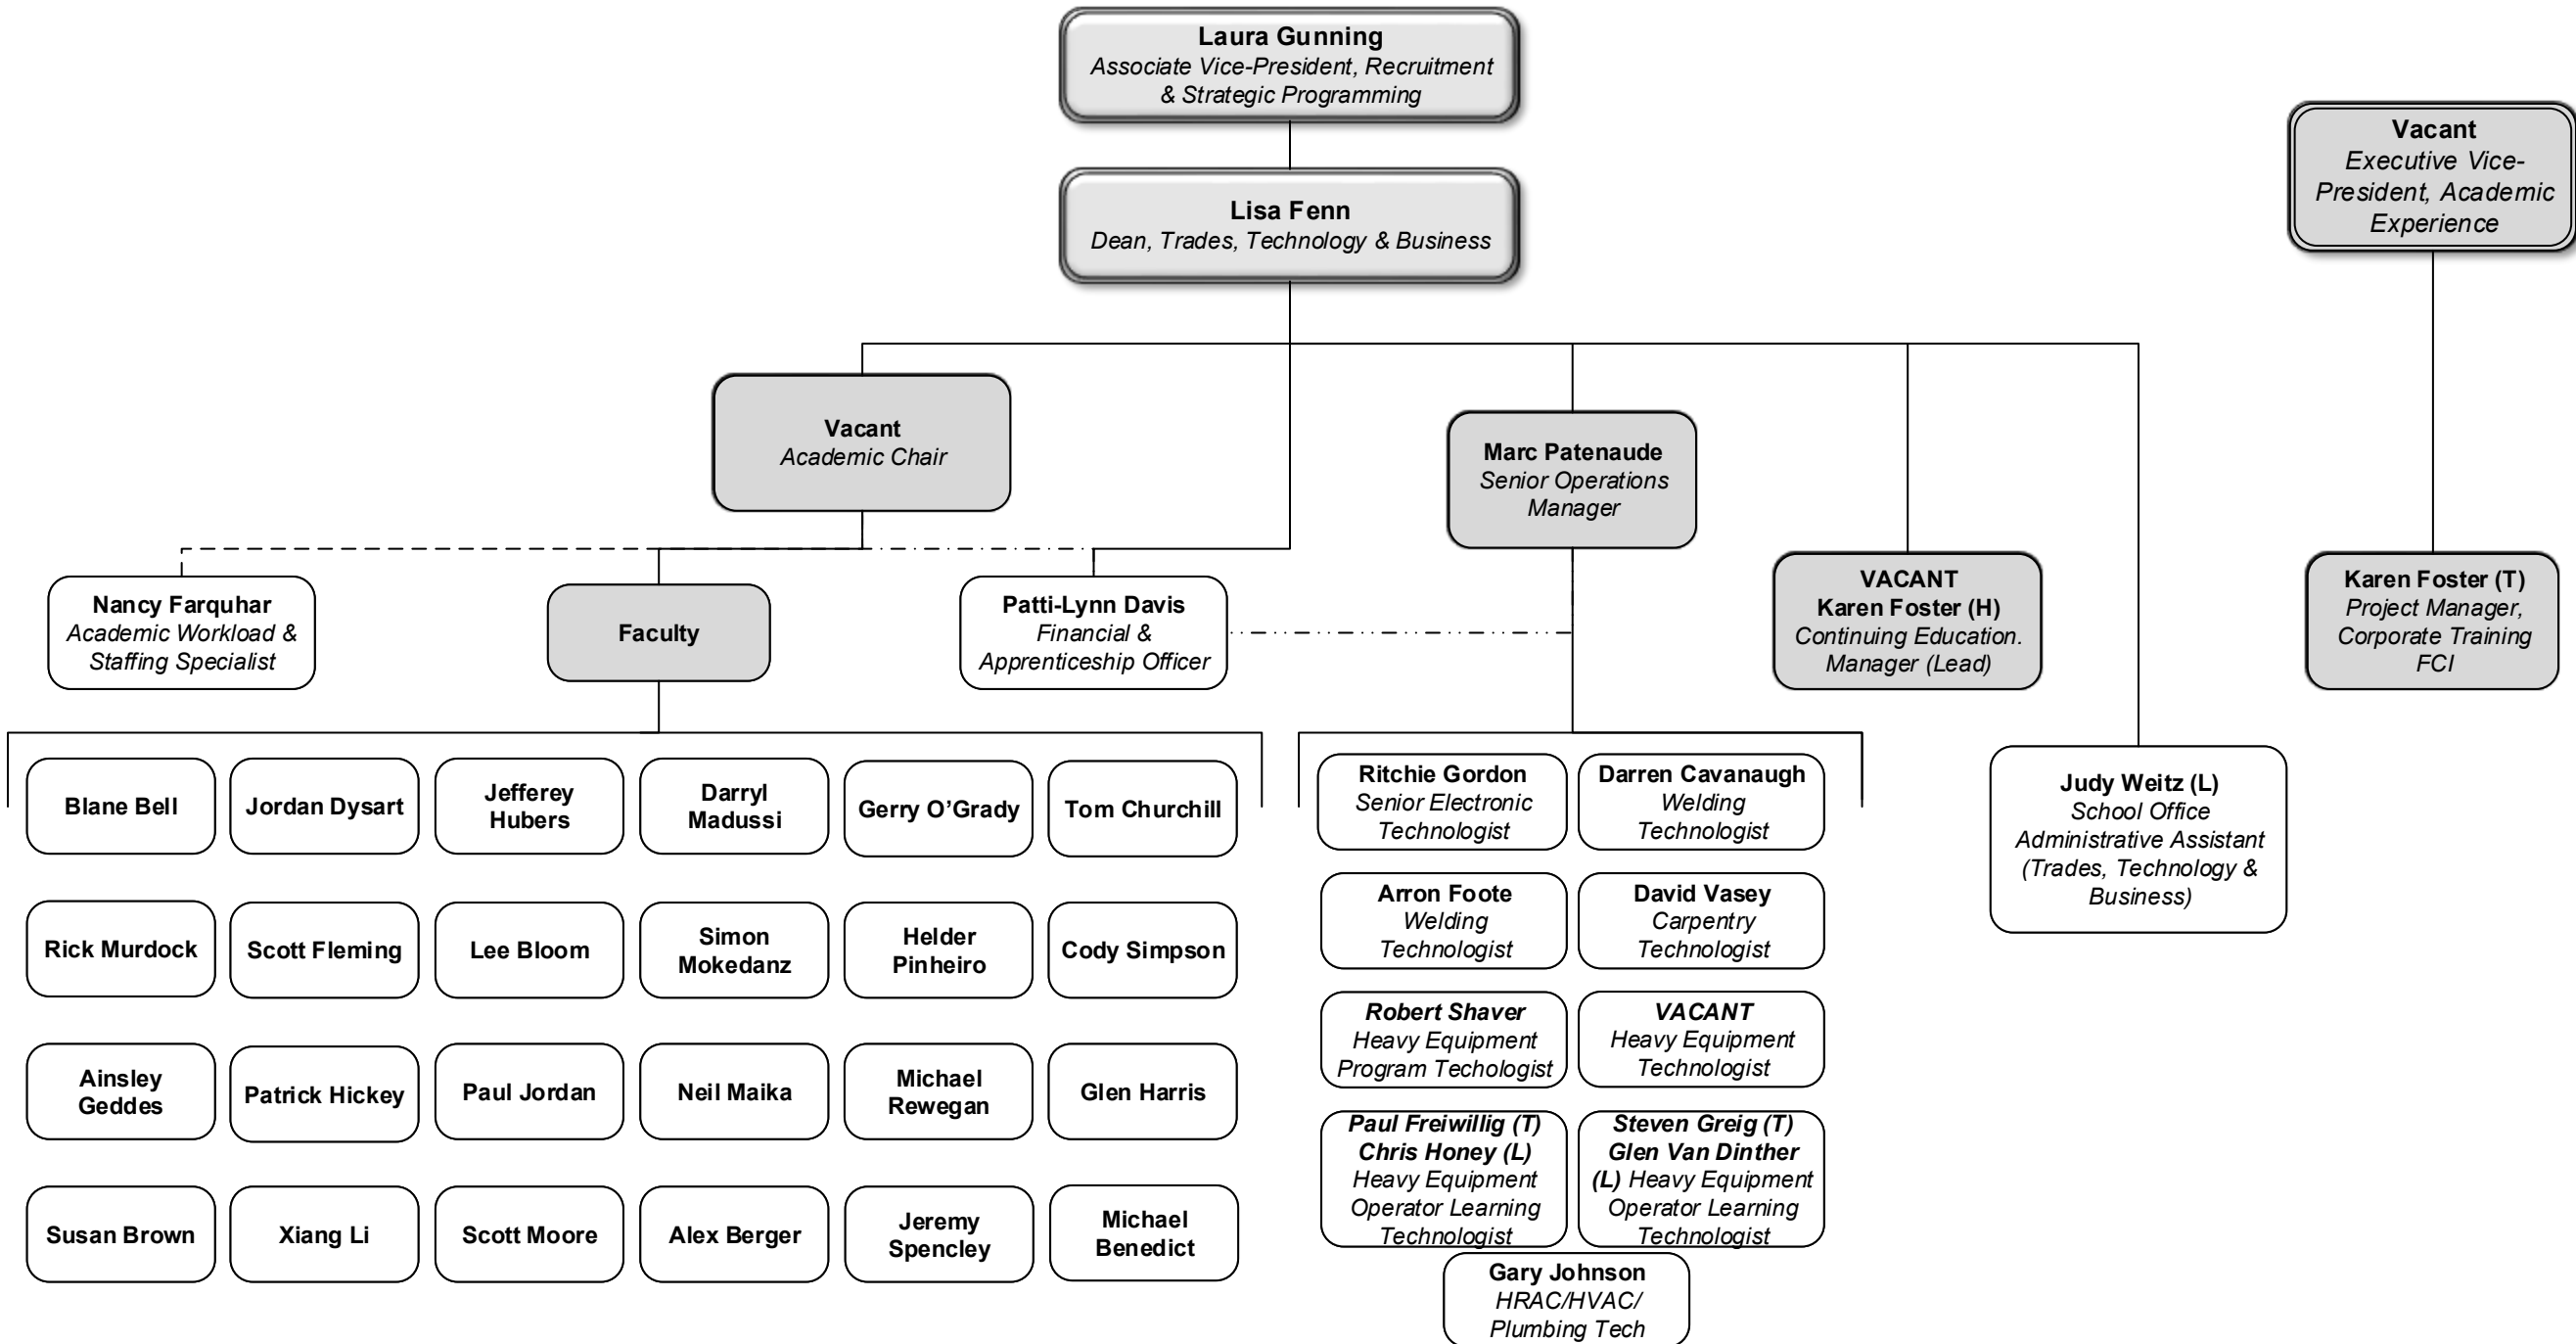 Laura Gunning
Associate Vice-President, Recruitment
& Strategic Programming
Vacant
Executive Vice-
President, Academic
Experience
Lisa Fenn
Dean, Trades, Technology & Business
Vacant
Academic Chair
Marc Patenaude
Senior Operations
Manager
Nancy Farquhar
Academic Workload &
Staffing Specialist
Faculty
Patti-Lynn Davis
Financial &
Apprenticeship Officer
VACANT
Karen Foster (H)
Continuing Education.
Manager (Lead)
Karen Foster (T)
Project Manager,
Corporate Training
FCI
Blane Bell
Jordan Dysart
Jefferey
Hubers
Darryl
Madussi
Gerry O’Grady
Tom Churchill
Rick Murdock
Scott Fleming
Lee Bloom
Simon
Mokedanz
Helder
Pinheiro
Cody Simpson
Ainsley
Geddes
Patrick Hickey
Paul Jordan
Neil Maika
Michael
Rewegan
Glen Harris
Susan Brown
Xiang Li
Scott Moore
Alex Berger
Jeremy
Spencley
Michael
Benedict
Ritchie Gordon
Senior Electronic
Technologist
Darren Cavanaugh
Welding
Technologist
Arron Foote
Welding
Technologist
David Vasey
Carpentry
Technologist
Robert Shaver
Heavy Equipment
Program Techologist
VACANT
Heavy Equipment
Technologist
Paul Freiwillig (T)
Chris Honey (L)
Heavy Equipment
Operator Learning
Technologist
Steven Greig (T)
Glen Van Dinther
(L) Heavy Equipment
Operator Learning
Technologist
Gary Johnson
HRAC/HVAC/
Plumbing Tech
Judy Weitz (L)
School Office
Administrative Assistant
(Trades, Technology &
Business)